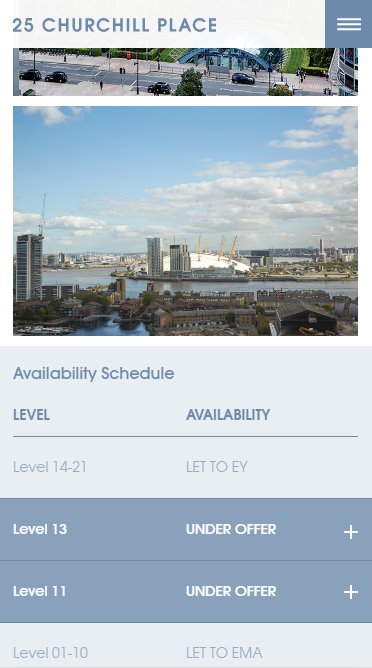 25 CHURCHILL PLACE
Availability Schedule
LEVEL AVAILABILITY
Level 14-21 LET TO EY
Level 13 UNDER OFFER +
Level 11 UNDER OFFER +
Level 01-10 LET TO EMA